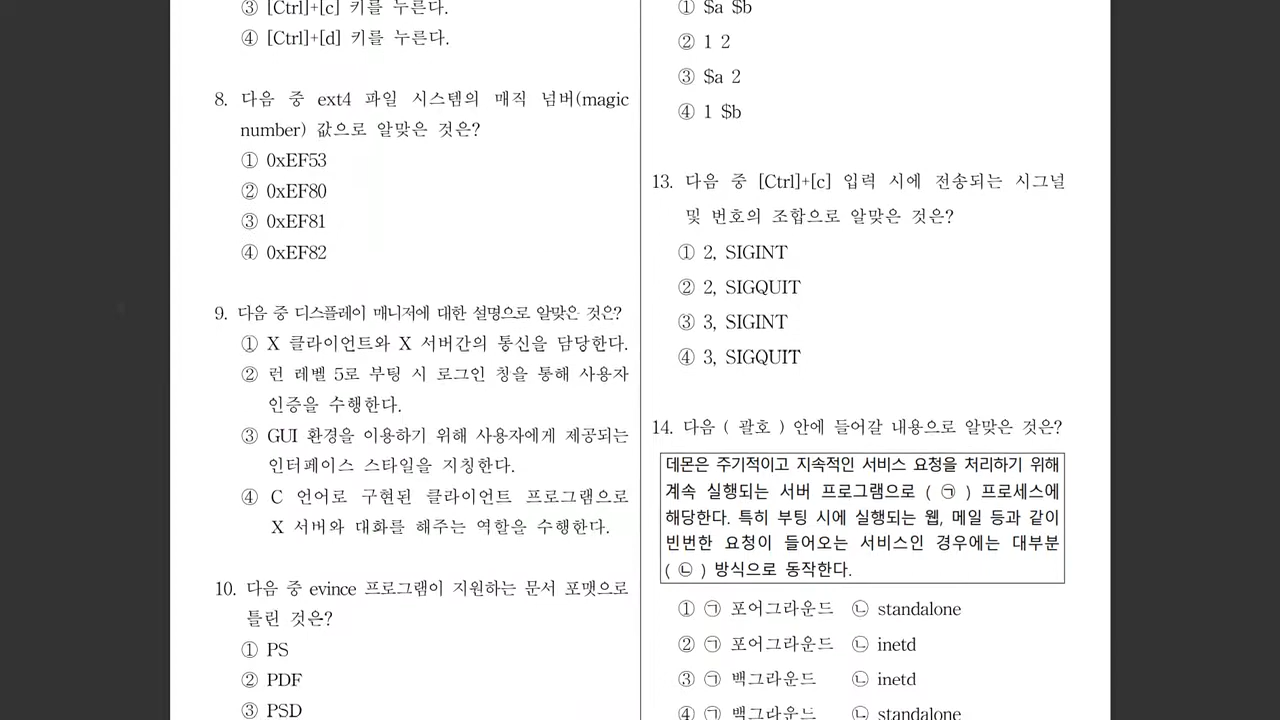 ③ [Ctrl]+[c] 키를 누른다.
④ [Ctrl]+[d] 키를 누른다.
8. 다음 중 ext4 파일 시스템의 매직 넘버(magic
number) 값으로 알맞은 것은?
① 0xEF53
② 0xEF80
③ 0xEF81
④ 0xEF82
9. 다음 중 디스플레이 매니저에 대한 설명으로 알맞은 것은?
① X 클라이언트와 X 서버간의 통신을 담당한다.
② 런 레벨 5로 부팅 시 로그인 창을 통해 사용자
인증을 수행한다.
③ GUI 환경을 이용하기 위해 사용자에게 제공되는
인터페이스 스타일을 지칭한다.
④ C 언어로 구현된 클라이언트 프로그램으로
X 서버와 대화를 해주는 역할을 수행한다.
10. 다음 중 evince 프로그램이 지원하는 문서 포맷으로
틀린 것은?
① PS
② PDF
③ PSD
① $a $b
② 1 2
③ $a 2
④ 1 $b
13. 다음 중 [Ctrl]+[c] 입력 시에 전송되는 시그널
및 번호의 조합으로 알맞은 것은?
① 2, SIGINT
② 2, SIGQUIT
③ 3, SIGINT
④ 3, SIGQUIT
14. 다음 ( 괄호 ) 안에 들어갈 내용으로 알맞은 것은?
데몬은 주기적이고 지속적인 서비스 요청을 처리하기 위해
계속 실행되는 서버 프로그램으로 ( ㉠ ) 프로세스에
해당한다. 특히 부팅 시에 실행되는 웹, 메일 등과 같이
빈번한 요청이 들어오는 서비스인 경우에는 대부분
( ㉡ ) 방식으로 동작한다.
① ㉠ 포어그라운드 ㉡ standalone
② ㉠ 포어그라운드 ㉡ inetd
③ ㉠ 백그라운드 ㉡ inetd
④ ㉠ 백그라운드 ㉡ standalone